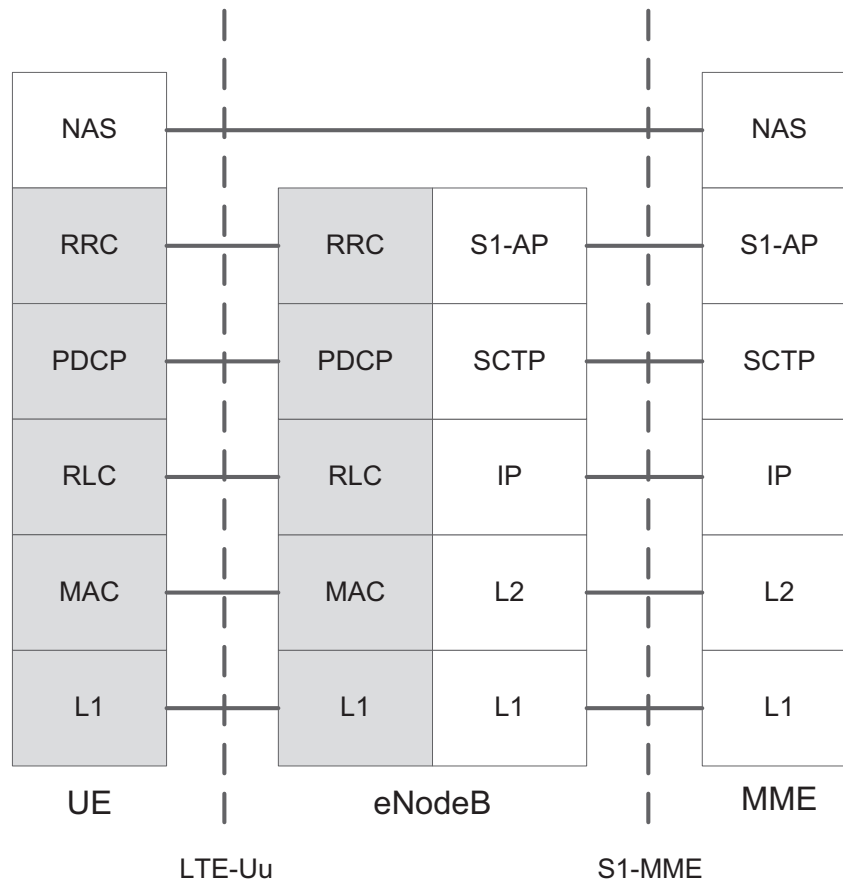 NAS NAS
RRC RRC S1-AP S1-AP
PDCP PDCP SCTP SCTP
RLC RLC IP IP
MAC MAC L2 L2
L1 L1 L1 L1
UE eNodeB MME
LTE-Uu S1-MME